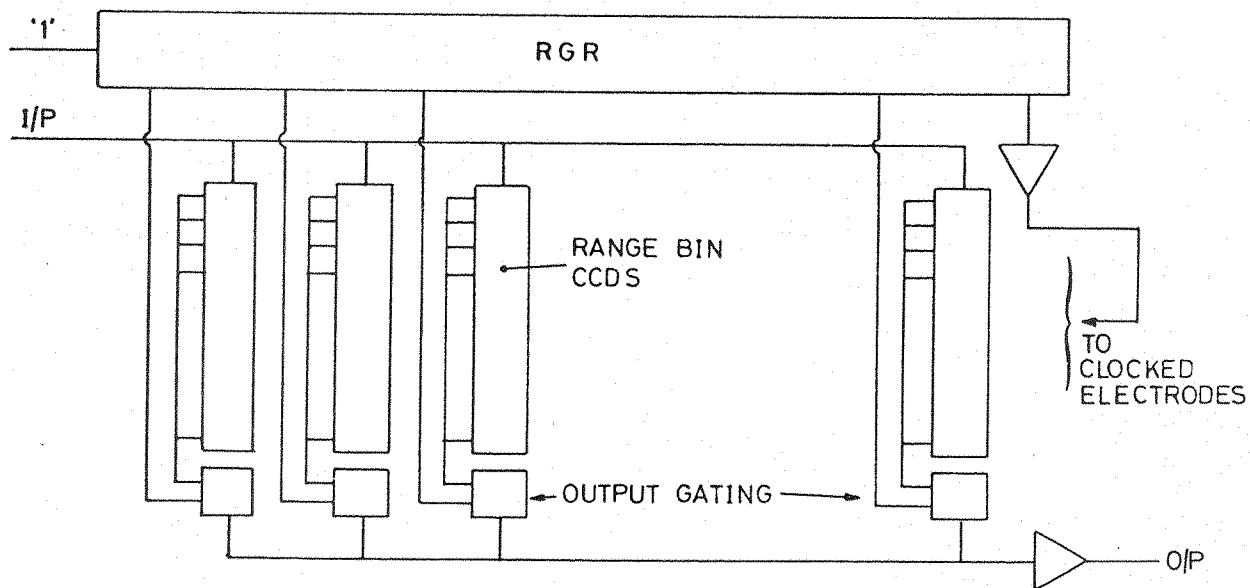 '1'
RGR
I/P
RANGE BIN
CCDS
TO
CLOCKED
ELECTRODES
OUTPUT GATING
O/P